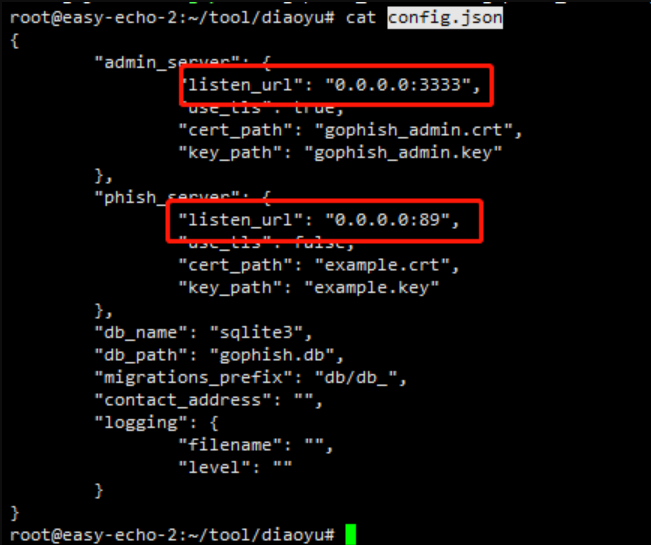 root@easy-echo-2:~/tool/diaoyu# cat config.json
{
"admin_server": {
"listen_url": "0.0.0.0:3333",
"use_tls": true,
"cert_path": "gophish_admin.crt",
"key_path": "gophish_admin.key"
},
"phish_server": {
"listen_url": "0.0.0.0:89",
"use_tls": false,
"cert_path": "example.crt",
"key_path": "example.key"
},
"db_name": "sqlite3",
"db_path": "gophish.db",
"migrations_prefix": "db/db_",
"contact_address": "",
"logging": {
"filename": "",
"level": ""
}
}
root@easy-echo-2:~/tool/diaoyu#